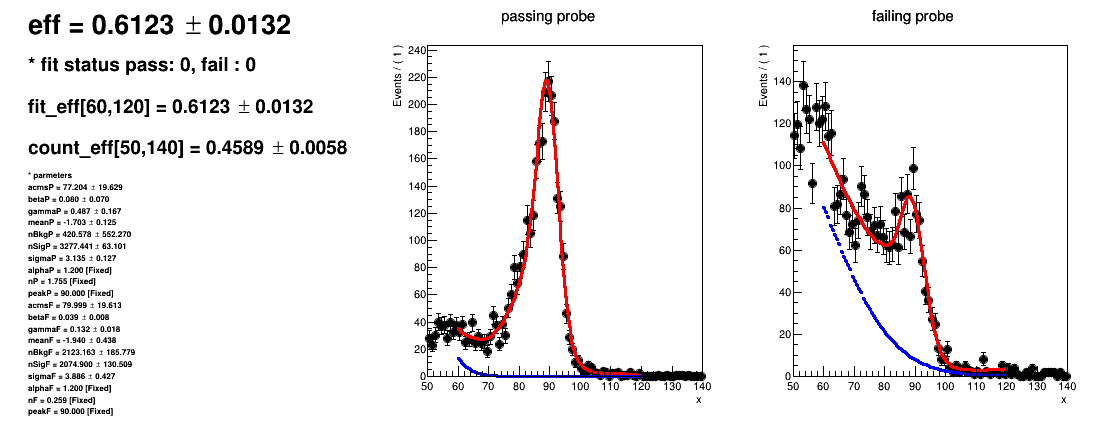 eff = 0.6123 ± 0.0132
* fit status pass: 0, fail : 0
fit_eff[60,120] = 0.6123 ± 0.0132
count_eff[50,140] = 0.4589 ± 0.0058
* parmeters
acmsP = 77.204 ± 19.629
betaP = 0.080 ± 0.070
gammaP = 0.487 ± 0.167
meanP = -1.703 ± 0.125
nBkgP = 420.578 ± 552.270
nSigP = 3277.441 ± 63.101
sigmaP = 3.135 ± 0.127
alphaP = 1.200 [Fixed]
nP = 1.755 [Fixed]
peakP = 90.000 [Fixed]
acmsF = 79.999 ± 19.613
betaF = 0.039 ± 0.008
gammaF = 0.132 ± 0.018
meanF = -1.940 ± 0.438
nBkgF = 2123.163 ± 185.779
nSigF = 2074.900 ± 130.509
sigmaF = 3.886 ± 0.427
alphaF = 1.200 [Fixed]
nF = 0.259 [Fixed]
peakF = 90.000 [Fixed]
passing probe
Events / ( 1 )
240
220
200
180
160
140
120
100
80
60
40
20
0
50 60 70 80 90 100 110 120 130 140
x
failing probe
Events / ( 1 )
140
120
100
80
60
40
20
0
50 60 70 80 90 100 110 120 130 140
x